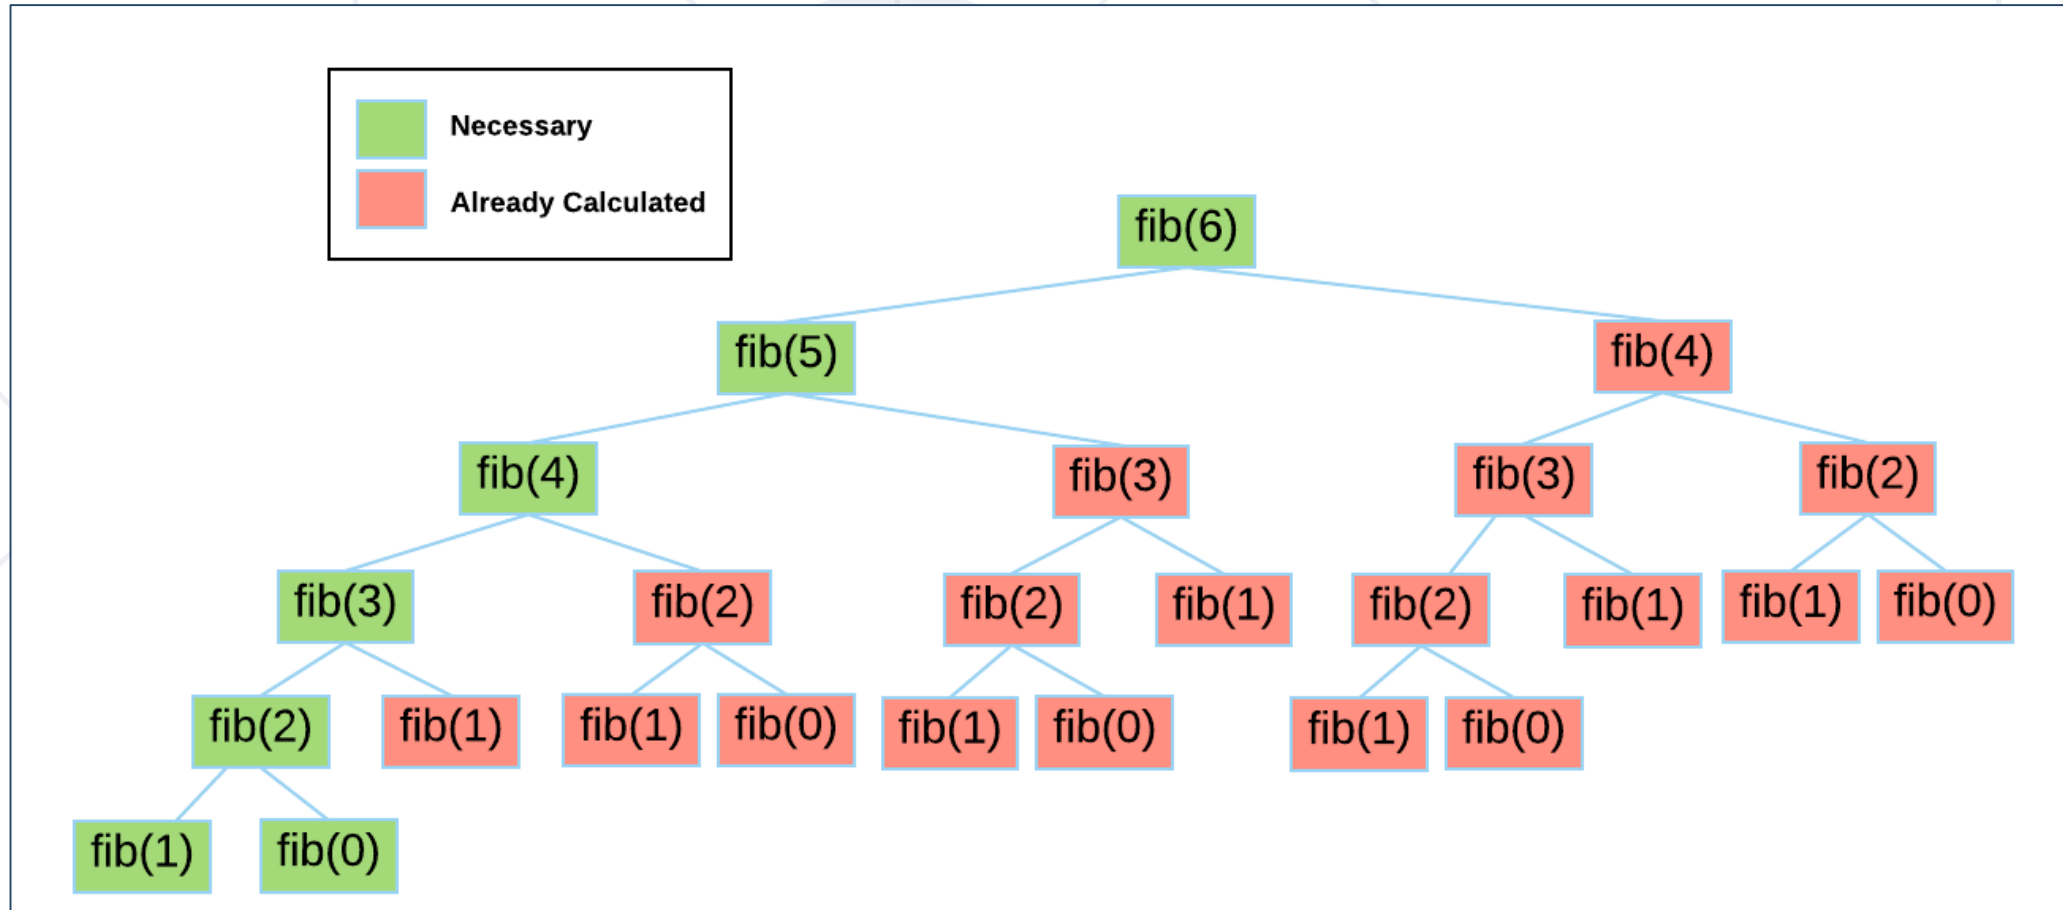 Necessary
Already Calculated
fib(6)
fib(5) fib(4)
fib(4) fib(3) fib(3) fib(2)
fib(3) fib(2) fib(2) fib(1) fib(2) fib(1) fib(1) fib(0)
fib(2) fib(1) fib(1) fib(0) fib(1) fib(0) fib(1) fib(0)
fib(1) fib(0)